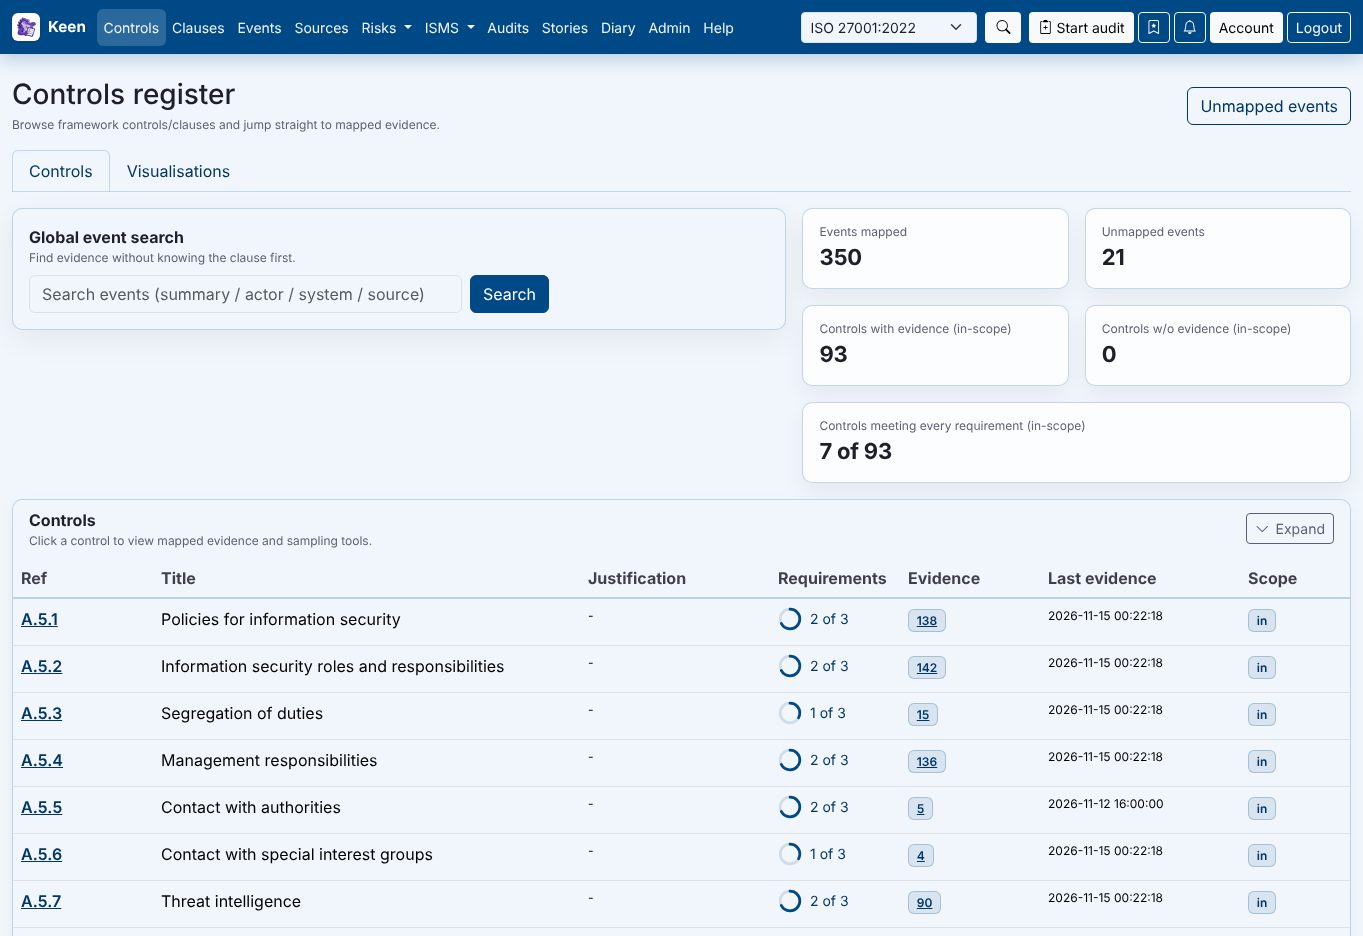 Keen Controls Clauses Events Sources Risks ISMS Audits Stories Diary Admin Help ISO 27001:2022 Start audit Account Logout
Controls register
Browse framework controls/clauses and jump straight to mapped evidence.
Unmapped events
Controls Visualisations
Global event search
Find evidence without knowing the clause first.
Search events (summary / actor / system / source) Search
Events mapped
350
Unmapped events
21
Controls with evidence (in-scope)
93
Controls w/o evidence (in-scope)
0
Controls meeting every requirement (in-scope)
7 of 93
Controls
Click a control to view mapped evidence and sampling tools.
Expand
Ref Title Justification Requirements Evidence Last evidence Scope
A.5.1 Policies for information security - 2 of 3 138 2026-11-15 00:22:18 in
A.5.2 Information security roles and responsibilities - 2 of 3 142 2026-11-15 00:22:18 in
A.5.3 Segregation of duties - 1 of 3 15 2026-11-15 00:22:18 in
A.5.4 Management responsibilities - 2 of 3 136 2026-11-15 00:22:18 in
A.5.5 Contact with authorities - 2 of 3 5 2026-11-12 16:00:00 in
A.5.6 Contact with special interest groups - 1 of 3 4 2026-11-15 00:22:18 in
A.5.7 Threat intelligence - 2 of 3 90 2026-11-15 00:22:18 in